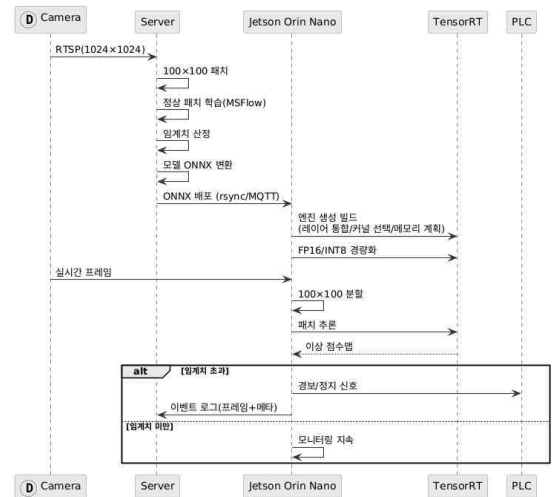 D Camera
Server
Jetson Orin Nano
TensorRT
PLC
RTSP(1024×1024)
100×100 패치
정상 패치 학습(MSFlow)
임계치 산정
모델 ONNX 변환
ONNX 배포 (rsync/MQTT)
엔진 생성 빌드
(레이어 통합/커널 선택/메모리 계획)
FP16/INT8 경량화
실시간 프레임
100×100 분할
패치 추론
이상 점수맵
alt [임계치 초과]
경보/정지 신호
이벤트 로그(프레임+메타)
[임계치 미만]
모니터링 지속
D Camera
Server
Jetson Orin Nano
TensorRT
PLC